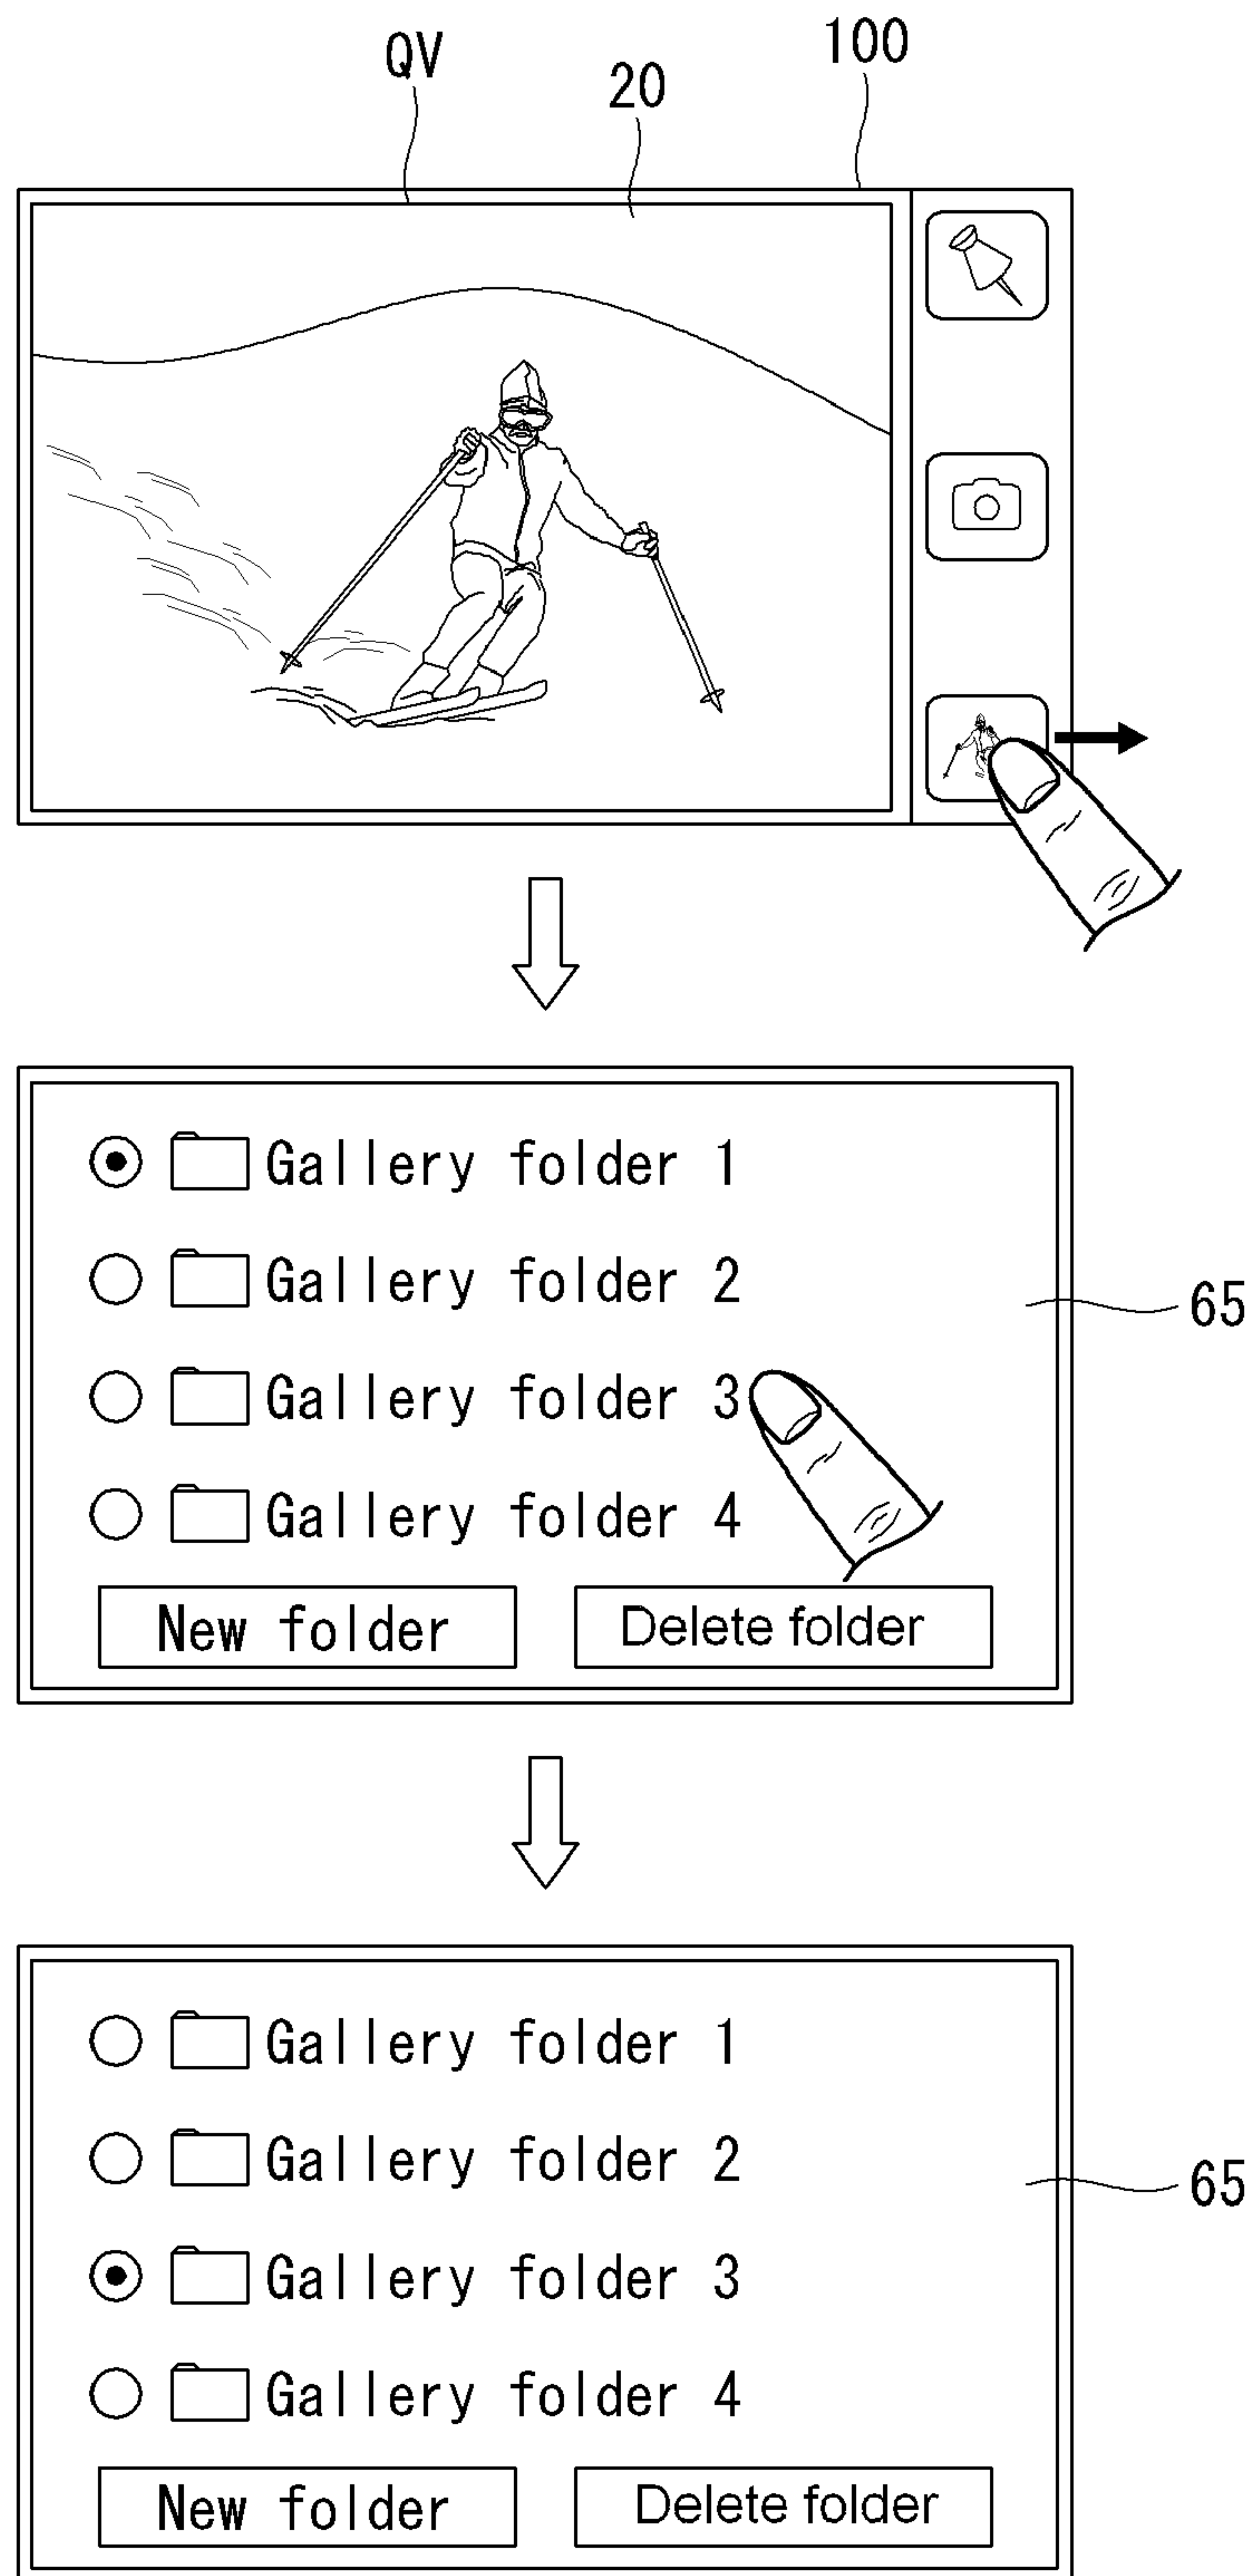 QV
20
100
Gallery folder 1
Gallery folder 2
65
Gallery folder 3
Gallery folder 4
New folder
Delete folder
Gallery folder 1
Gallery folder 2
65
Gallery folder 3
Gallery folder 4
New folder
Delete folder